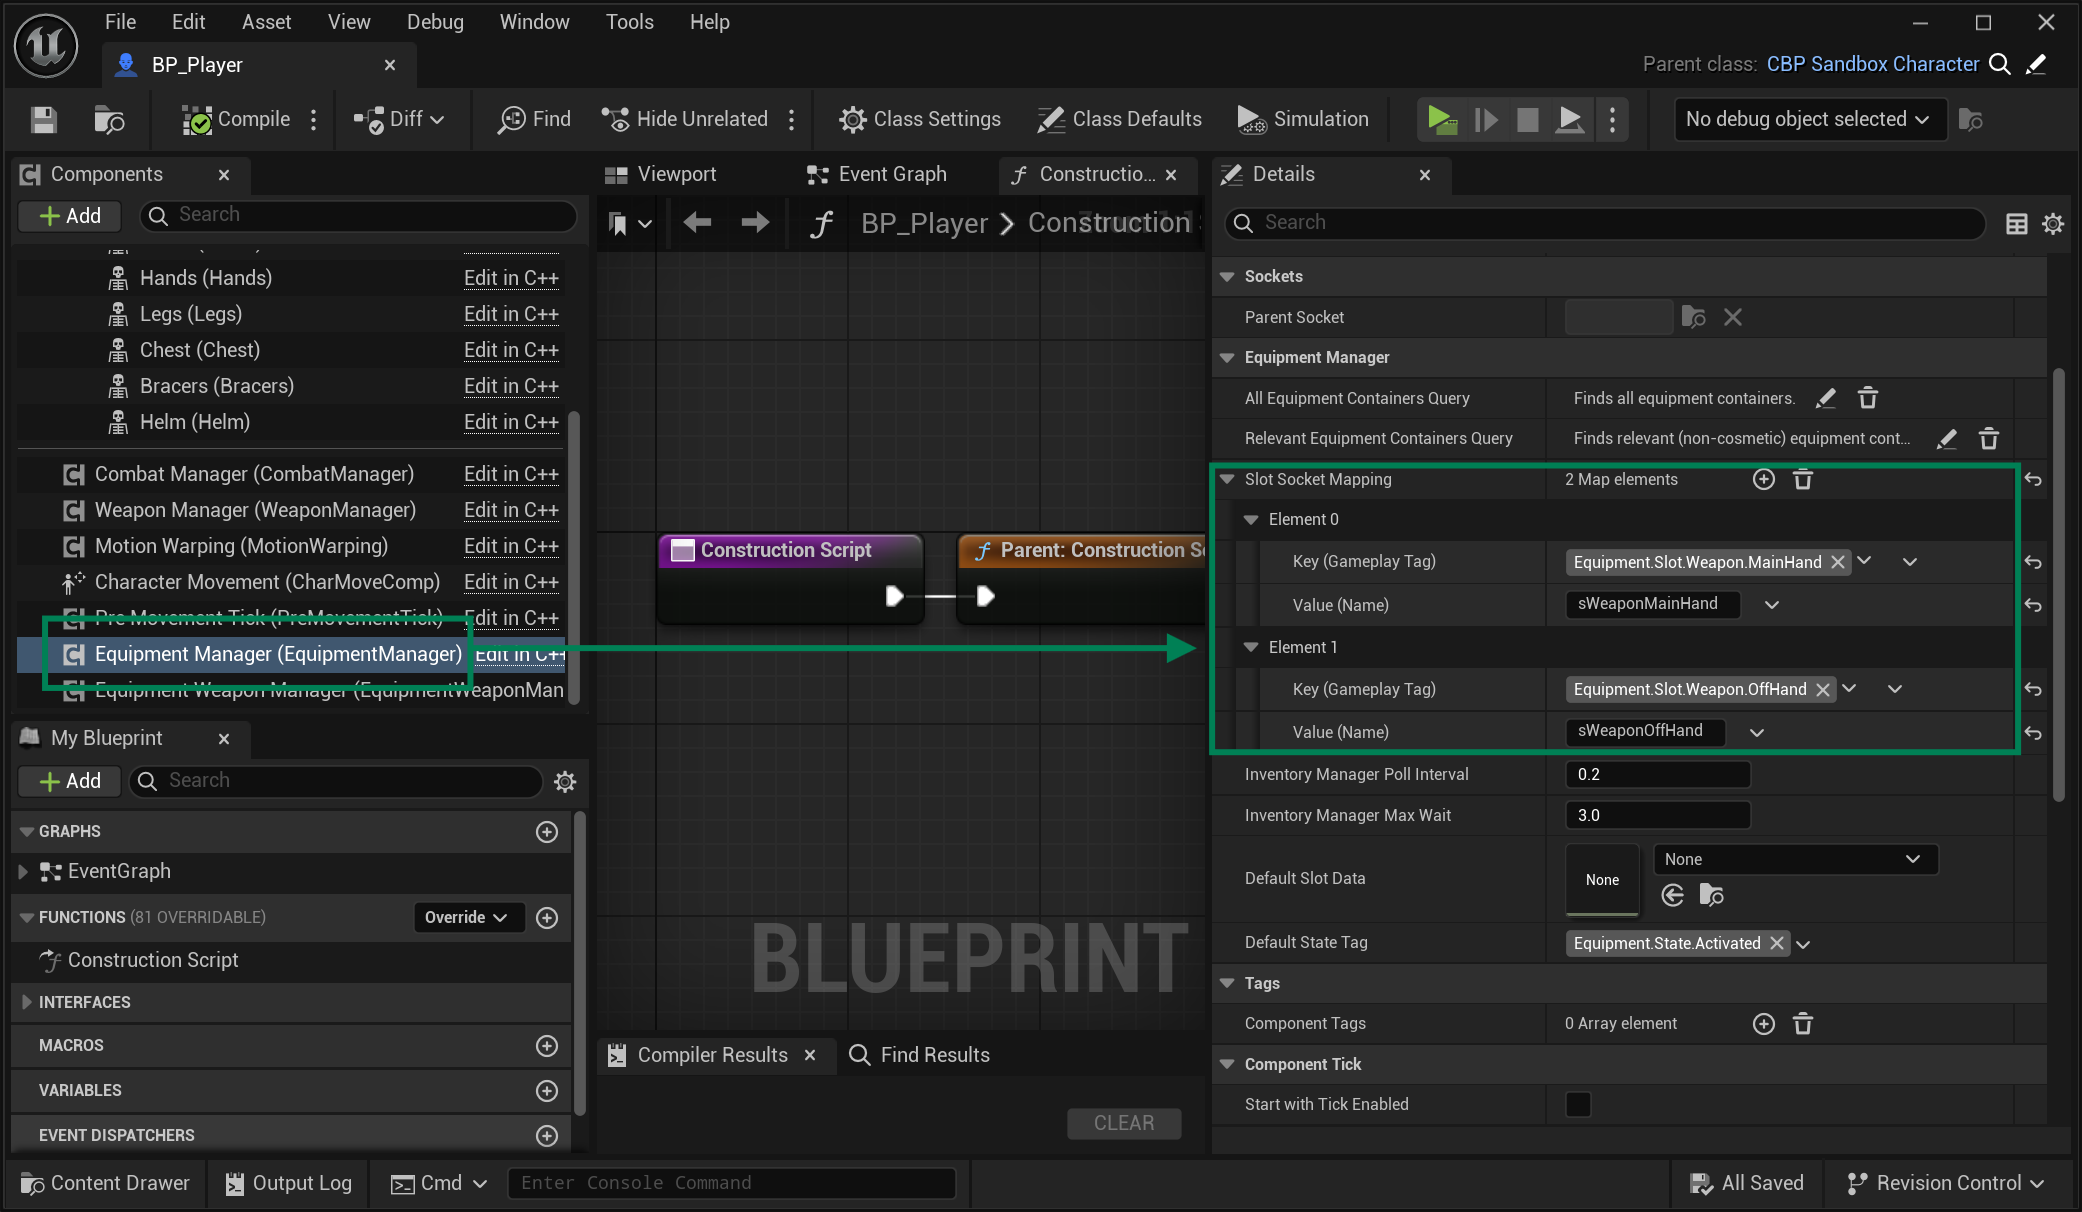 File Edit Asset View Debug Window Tools Help
BP_Player
Parent class: CBP Sandbox Character
Compile Diff Find Hide Unrelated Class Settings Class Defaults Simulation No debug object selected
Components
Add Search
Hands (Hands) Edit in C++
Legs (Legs) Edit in C++
Chest (Chest) Edit in C++
Bracers (Bracers) Edit in C++
Helm (Helm) Edit in C++
Combat Manager (CombatManager) Edit in C++
Weapon Manager (WeaponManager) Edit in C++
Motion Warping (MotionWarping) Edit in C++
Character Movement (CharMoveComp) Edit in C++
Pre Movement Tick (PreMovementTick) Edit in C++
Equipment Manager (EquipmentManager) Edit in C++
Equipment Weapon Manager (EquipmentWeaponMan
My Blueprint
Add Search
GRAPHS
EventGraph
FUNCTIONS (81 OVERRIDABLE) Override
Construction Script
INTERFACES
MACROS
VARIABLES
EVENT DISPATCHERS
Viewport Event Graph Constructio...
BP_Player > Construction
Construction Script
Parent: Construction Sc
BLUEPRINT
Compiler Results Find Results
CLEAR
Details
Search
Sockets
Parent Socket
Equipment Manager
All Equipment Containers Query Finds all equipment containers.
Relevant Equipment Containers Query Finds relevant (non-cosmetic) equipment cont...
Slot Socket Mapping 2 Map elements
Element 0
Key (Gameplay Tag) Equipment.Slot.Weapon.MainHand
Value (Name) sWeaponMainHand
Element 1
Key (Gameplay Tag) Equipment.Slot.Weapon.OffHand
Value (Name) sWeaponOffHand
Inventory Manager Poll Interval 0.2
Inventory Manager Max Wait 3.0
Default Slot Data None None
Default State Tag Equipment.State.Activated
Tags
Component Tags 0 Array element
Component Tick
Start with Tick Enabled
Content Drawer Output Log Cmd Enter Console Command All Saved Revision Control